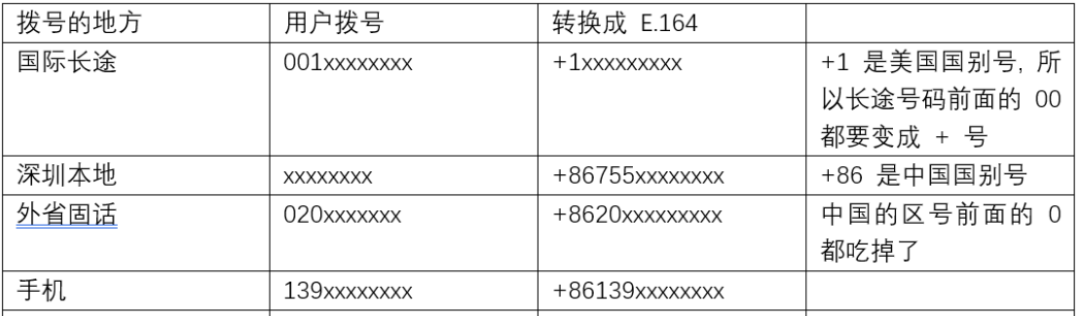 拨号的地方 用户拨号 转换成 E.164
国际长途 001xxxxxxxx +1xxxxxxxxx +1 是美国国别号, 所
以长途号码前面的 00
都要变成 + 号
深圳本地 xxxxxxxx +86755xxxxxxxx +86 是中国国别号
外省固话 020xxxxxxx +8620xxxxxxxxx 中国的区号前面的 0
都吃掉了
手机 139xxxxxxxx +86139xxxxxxxx